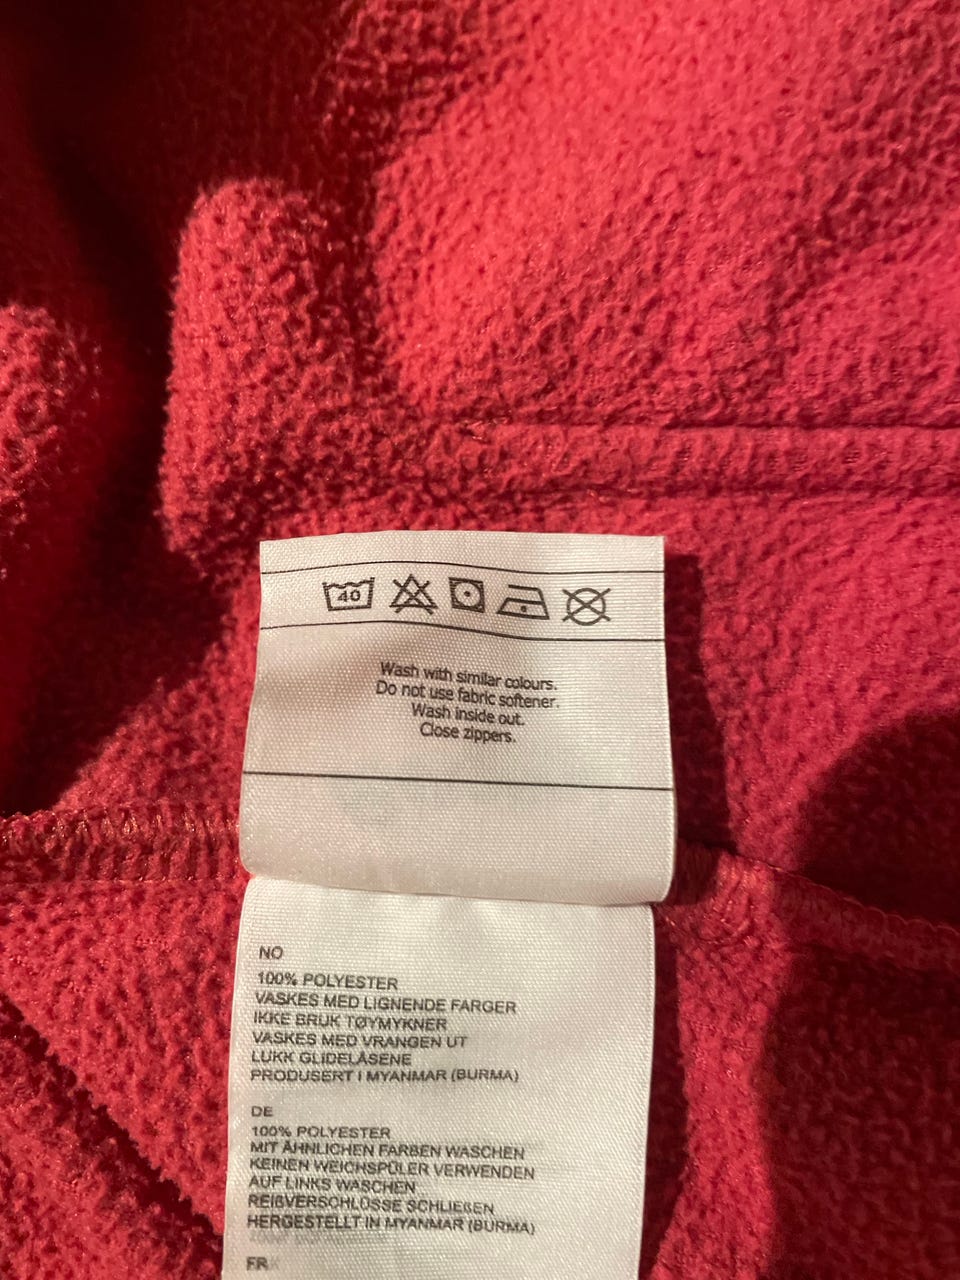 40
Wash with similar colours.
Do not use fabric softener.
Wash inside out.
Close zippers.
NO
100% POLYESTER
VASKES MED LIGNENDE FARGER
IKKE BRUK TØYMYKNER
VASKES MED VRANGEN UT
LUKK GLIDELÅSENE
PRODUSERT I MYANMAR (BURMA)
DE
100% POLYESTER
MIT ÄHNLICHEN FARBEN WASCHEN
KEINEN WEICHSPÜLER VERWENDEN
AUF LINKS WASCHEN
REIßVERSCHLÜSSE SCHLIEßEN
HERGESTELLT IN MYANMAR (BURMA)
FR